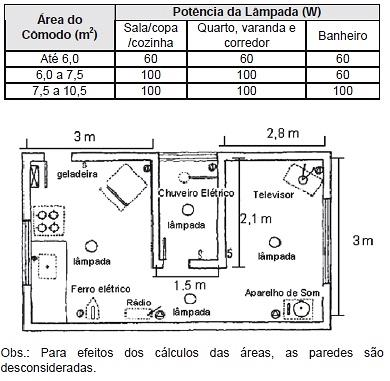 Área do Cômodo (m²)
Potência da Lâmpada (W)
Sala/copa /cozinha
Quarto, varanda e corredor
Banheiro
Até 6,0 60 60 60
6,0 a 7,5 100 100 60
7,5 a 10,5 100 100 100
3 m
2,8 m
geladeira
Chuveiro Elétrico
Televisor
lâmpada
2,1 m
lâmpada
lâmpada
3 m
1,5 m
Ferro elétrico
Rádio
lâmpada
Aparelho de Som
Obs.: Para efeitos dos cálculos das áreas, as paredes são
desconsideradas.